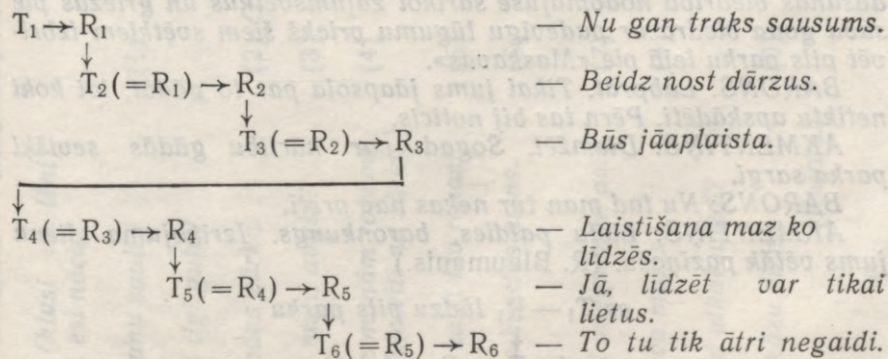 T₁→R₁ — Nu gan traks sausums.
↓
T₂(=R₁)→R₂ — Beidz nost dārzus.
↓
T₃(=R₂)→R₃ — Būs jāaplaista.
↓
T₄(=R₃)→R₄ — Laistīšana maz ko
līdzēs.
↓
T₅(=R₄)→R₅ — Jā, līdzēt var tikai
lietus.
↓
T₆(=R₅)→R₆ — To tu tik ātri negaidi.